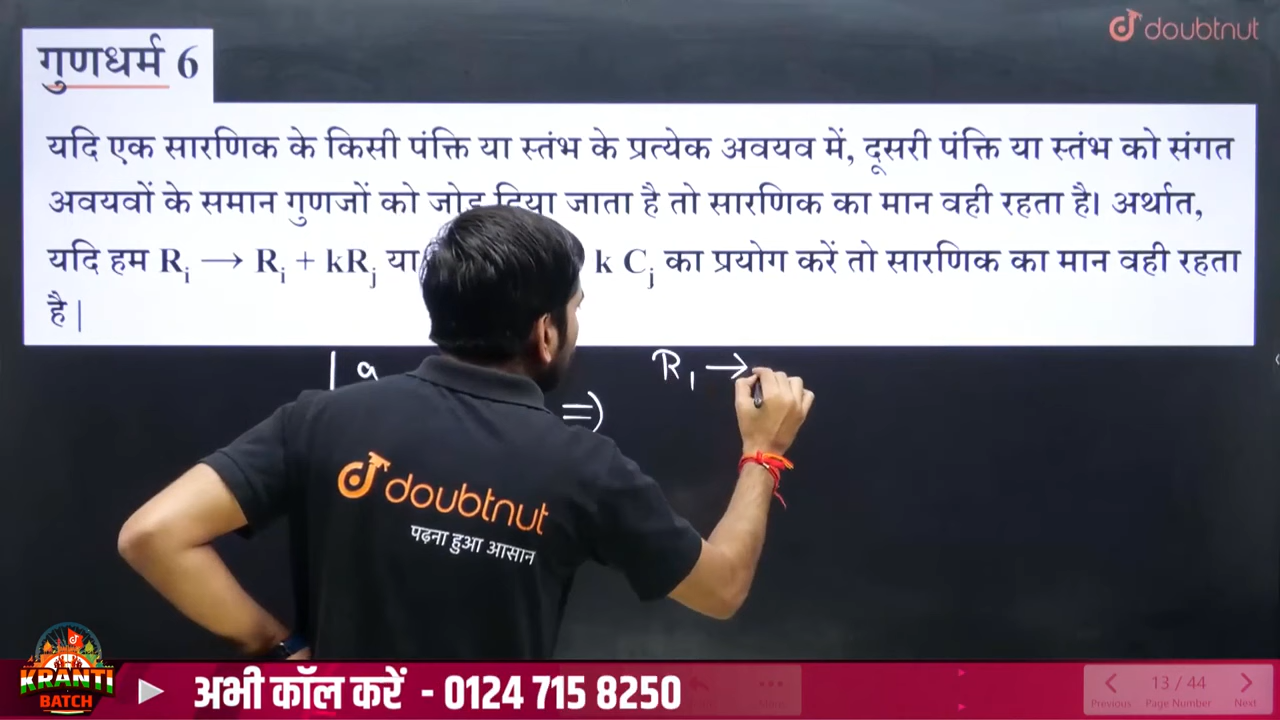 doubtnut
गुणधर्म 6
यदि एक सारणिक के किसी पंक्ति या स्तंभ के प्रत्येक अवयव में, दूसरी पंक्ति या स्तंभ को संगत
अवयवों के समान गुणजों को जोड़ दिया जाता है तो सारणिक का मान वही रहता है। अर्थात,
यदि हम Rᵢ → Rᵢ + kRⱼ या k Cⱼ का प्रयोग करें तो सारणिक का मान वही रहता
है |
| a
⇒ R₁ →
doubtnut
पढ़ना हुआ आसान
KRANTI
BATCH
अभी कॉल करें - 0124 715 8250
13 / 44
Previous Page Number Next